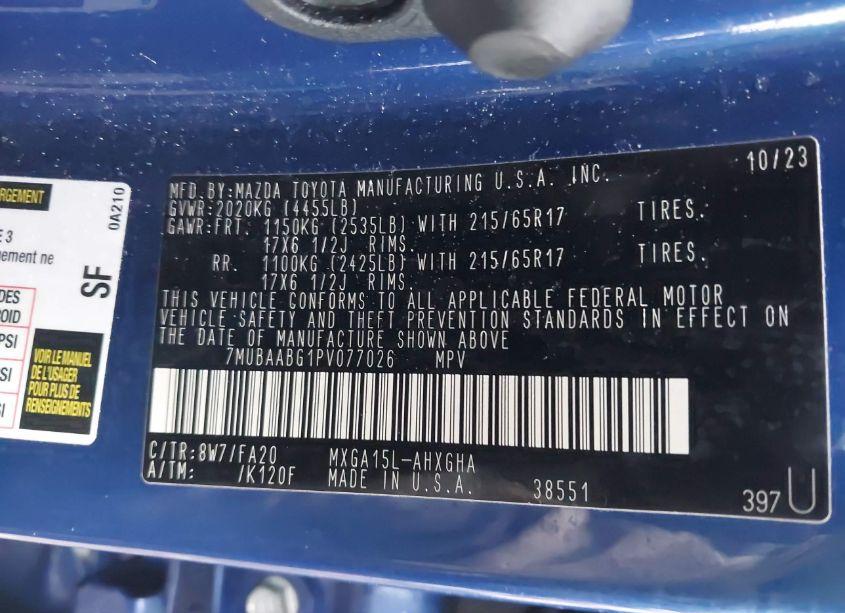 10/23
MFD.BY:MAZDA TOYOTA MANUFACTURING U.S.A. INC.
GVWR:2020KG (4455LB)
GAWR:FRT. 1150KG (2535LB) WITH 215/65R17 TIRES.
17X6 1/2J RIMS.
RR. 1100KG (2425LB) WITH 215/65R17 TIRES.
17X6 1/2J RIMS.
THIS VEHICLE CONFORMS TO ALL APPLICABLE FEDERAL MOTOR
VEHICLE SAFETY AND THEFT PREVENTION STANDARDS IN EFFECT ON
THE DATE OF MANUFACTURE SHOWN ABOVE
7MUBAABG1PV077026 MPV
C/TR:8W7/FA20 MXGA15L-AHXGHA
A/TM: /K120F MADE IN U.S.A. 38551
397 U
0A210
SF
VOIR LE MANUEL
DE L'USAGER
POUR PLUS DE
RENSEIGNEMENTS